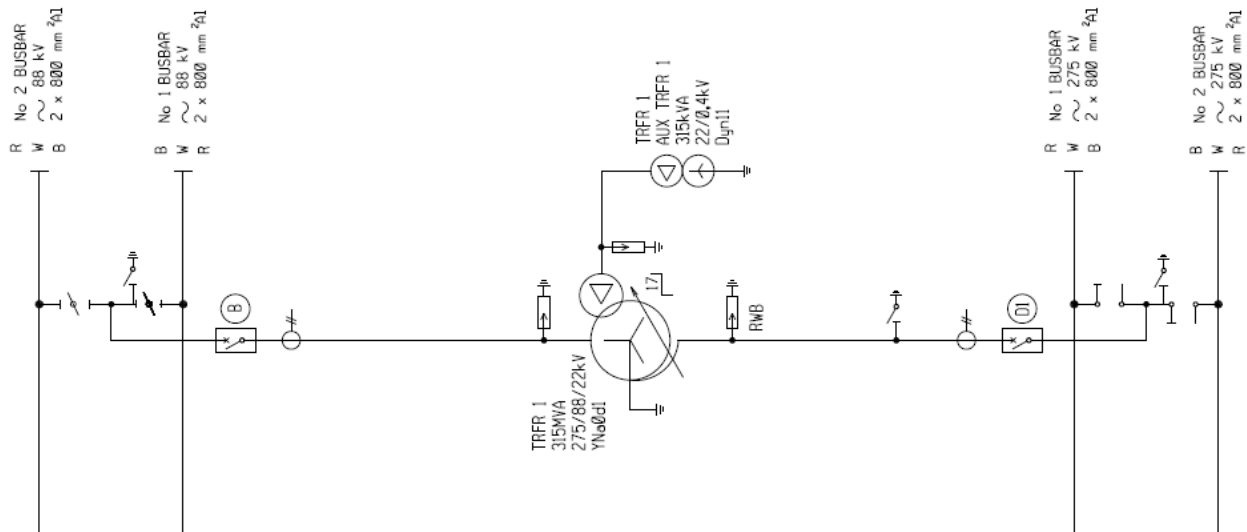 R No 2 BUSBAR
W ~ 88 kV
B 2 x 800 mm ²Al
B No 1 BUSBAR
W ~ 88 kV
R 2 x 800 mm ²Al
TRFR 1
AUX TRFR 1
315kVA
22/0,4kV
Dyn11
R No 1 BUSBAR
W ~ 275 kV
B 2 x 800 mm ²Al
B No 2 BUSBAR
W ~ 275 kV
R 2 x 800 mm ²Al
B
17
RWB
D1
TRFR 1
315MVA
275/88/22kV
YNa0d1